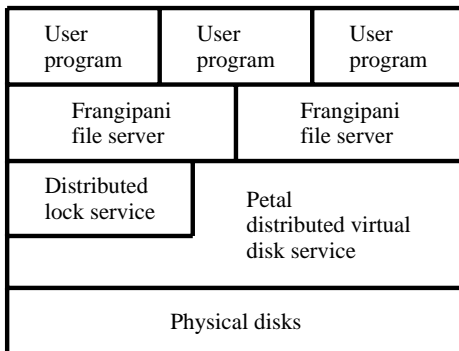 User
program
User
program
User
program
Frangipani
file server
Frangipani
file server
Distributed
lock service
Petal
distributed virtual
disk service
Physical disks